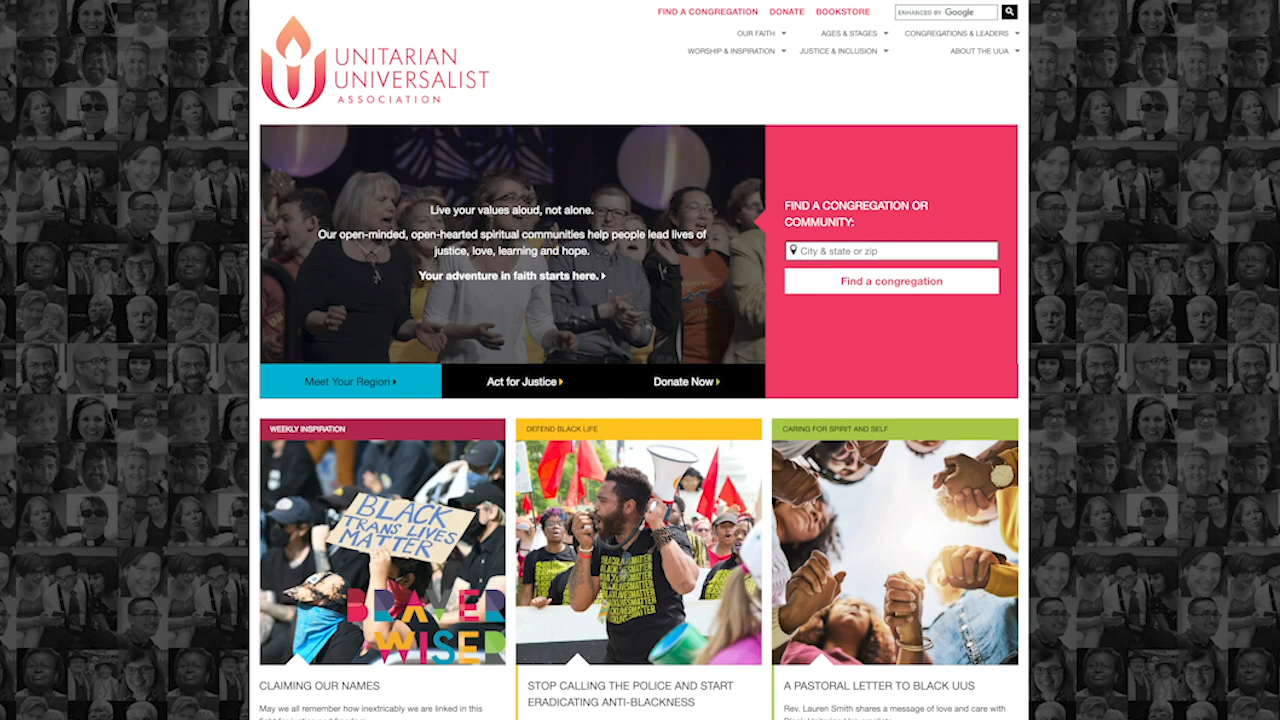 FIND A CONGREGATION DONATE BOOKSTORE
ENHANCED BY Google
OUR FAITH AGES & STAGES CONGREGATIONS & LEADERS
WORSHIP & INSPIRATION JUSTICE & INCLUSION ABOUT THE UUA
UNITARIAN
UNIVERSALIST
ASSOCIATION
Live your values aloud, not alone.
Our open-minded, open-hearted spiritual communities help people lead lives of
justice, love, learning and hope.
Your adventure in faith starts here.
FIND A CONGREGATION OR
COMMUNITY:
City & state or zip
Find a congregation
Meet Your Region Act for Justice Donate Now
WEEKLY INSPIRATION
BLACK
TRANS LIVES
MATTER
BRAVER
WISER
CLAIMING OUR NAMES
May we all remember how inextricably we are linked in this
DEFEND BLACK LIFE
STOP CALLING THE POLICE AND START
ERADICATING ANTI-BLACKNESS
CARING FOR SPIRIT AND SELF
A PASTORAL LETTER TO BLACK UUS
Rev. Lauren Smith shares a message of love and care with